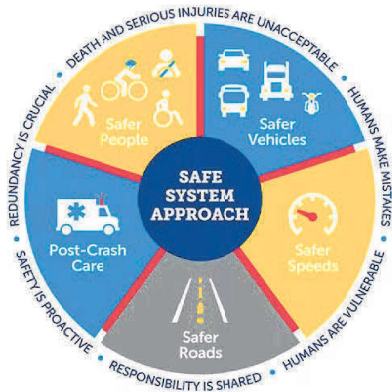 DEATH AND SERIOUS INJURIES ARE UNACCEPTABLE
HUMANS MAKE MISTAKES
HUMANS ARE VULNERABLE
RESPONSIBILITY IS SHARED
SAFETY IS PROACTIVE
REDUNDANCY IS CRUCIAL
Safer
People
Safer
Vehicles
SAFE
SYSTEM
APPROACH
Post-Crash
Care
Safer
Speeds
Safer
Roads